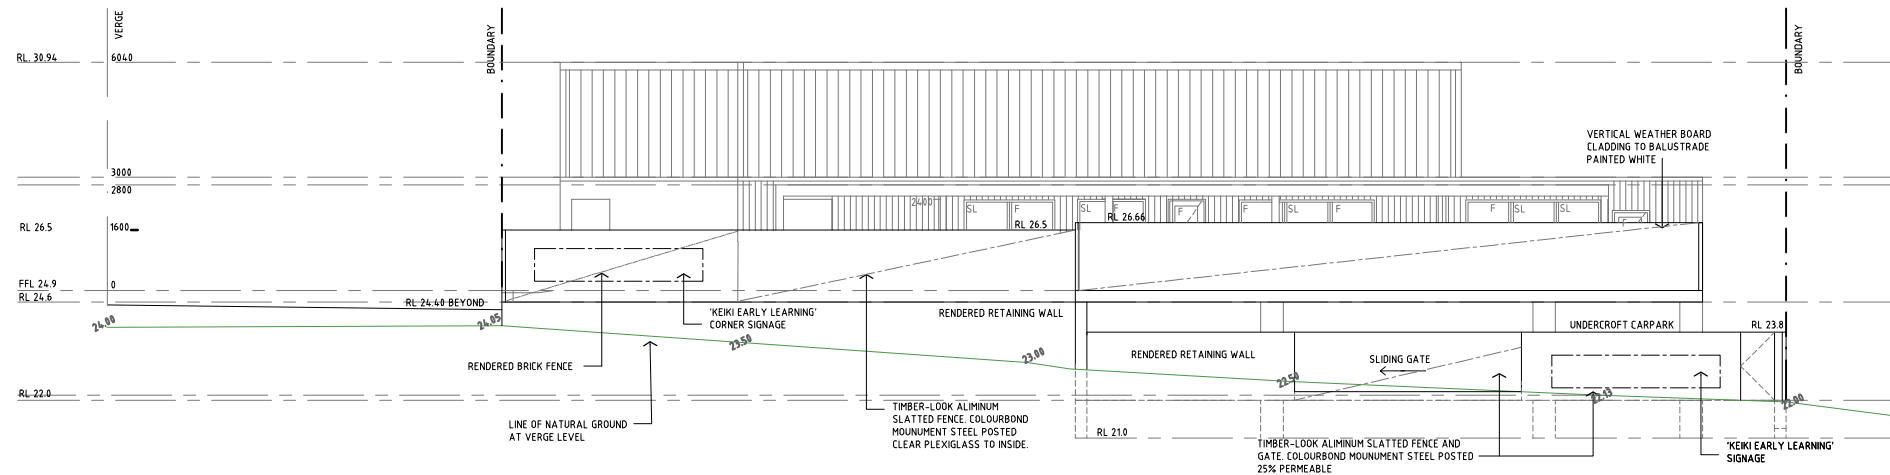 VERGE
BOUNDARY
BOUNDARY
RL. 30.94
6040
3000
2800
RL 26.5
1600
FFL 24.9
0
RL 24.6
RL 22.0
VERTICAL WEATHER BOARD
CLADDING TO BALUSTRADE
PAINTED WHITE
2400
SL
F
SL
F
F
F
SL
F
F
SL
SL
F
RL 26.5
RL 26.66
RL 24.40 BEYOND
24.00
24.05
23.50
23.00
22.50
22.13
22.00
'KEIKI EARLY LEARNING'
CORNER SIGNAGE
RENDERED RETAINING WALL
RENDERED BRICK FENCE
LINE OF NATURAL GROUND
AT VERGE LEVEL
TIMBER-LOOK ALIMINUM
SLATTED FENCE. COLOURBOND
MOUNUMENT STEEL POSTED
CLEAR PLEXIGLASS TO INSIDE.
RENDERED RETAINING WALL
SLIDING GATE
UNDERCROFT CARPARK
RL 23.8
RL 21.0
TIMBER-LOOK ALIMINUM SLATTED FENCE AND
GATE. COLOURBOND MOUNUMENT STEEL POSTED
25% PERMEABLE
'KEIKI EARLY LEARNING'
SIGNAGE